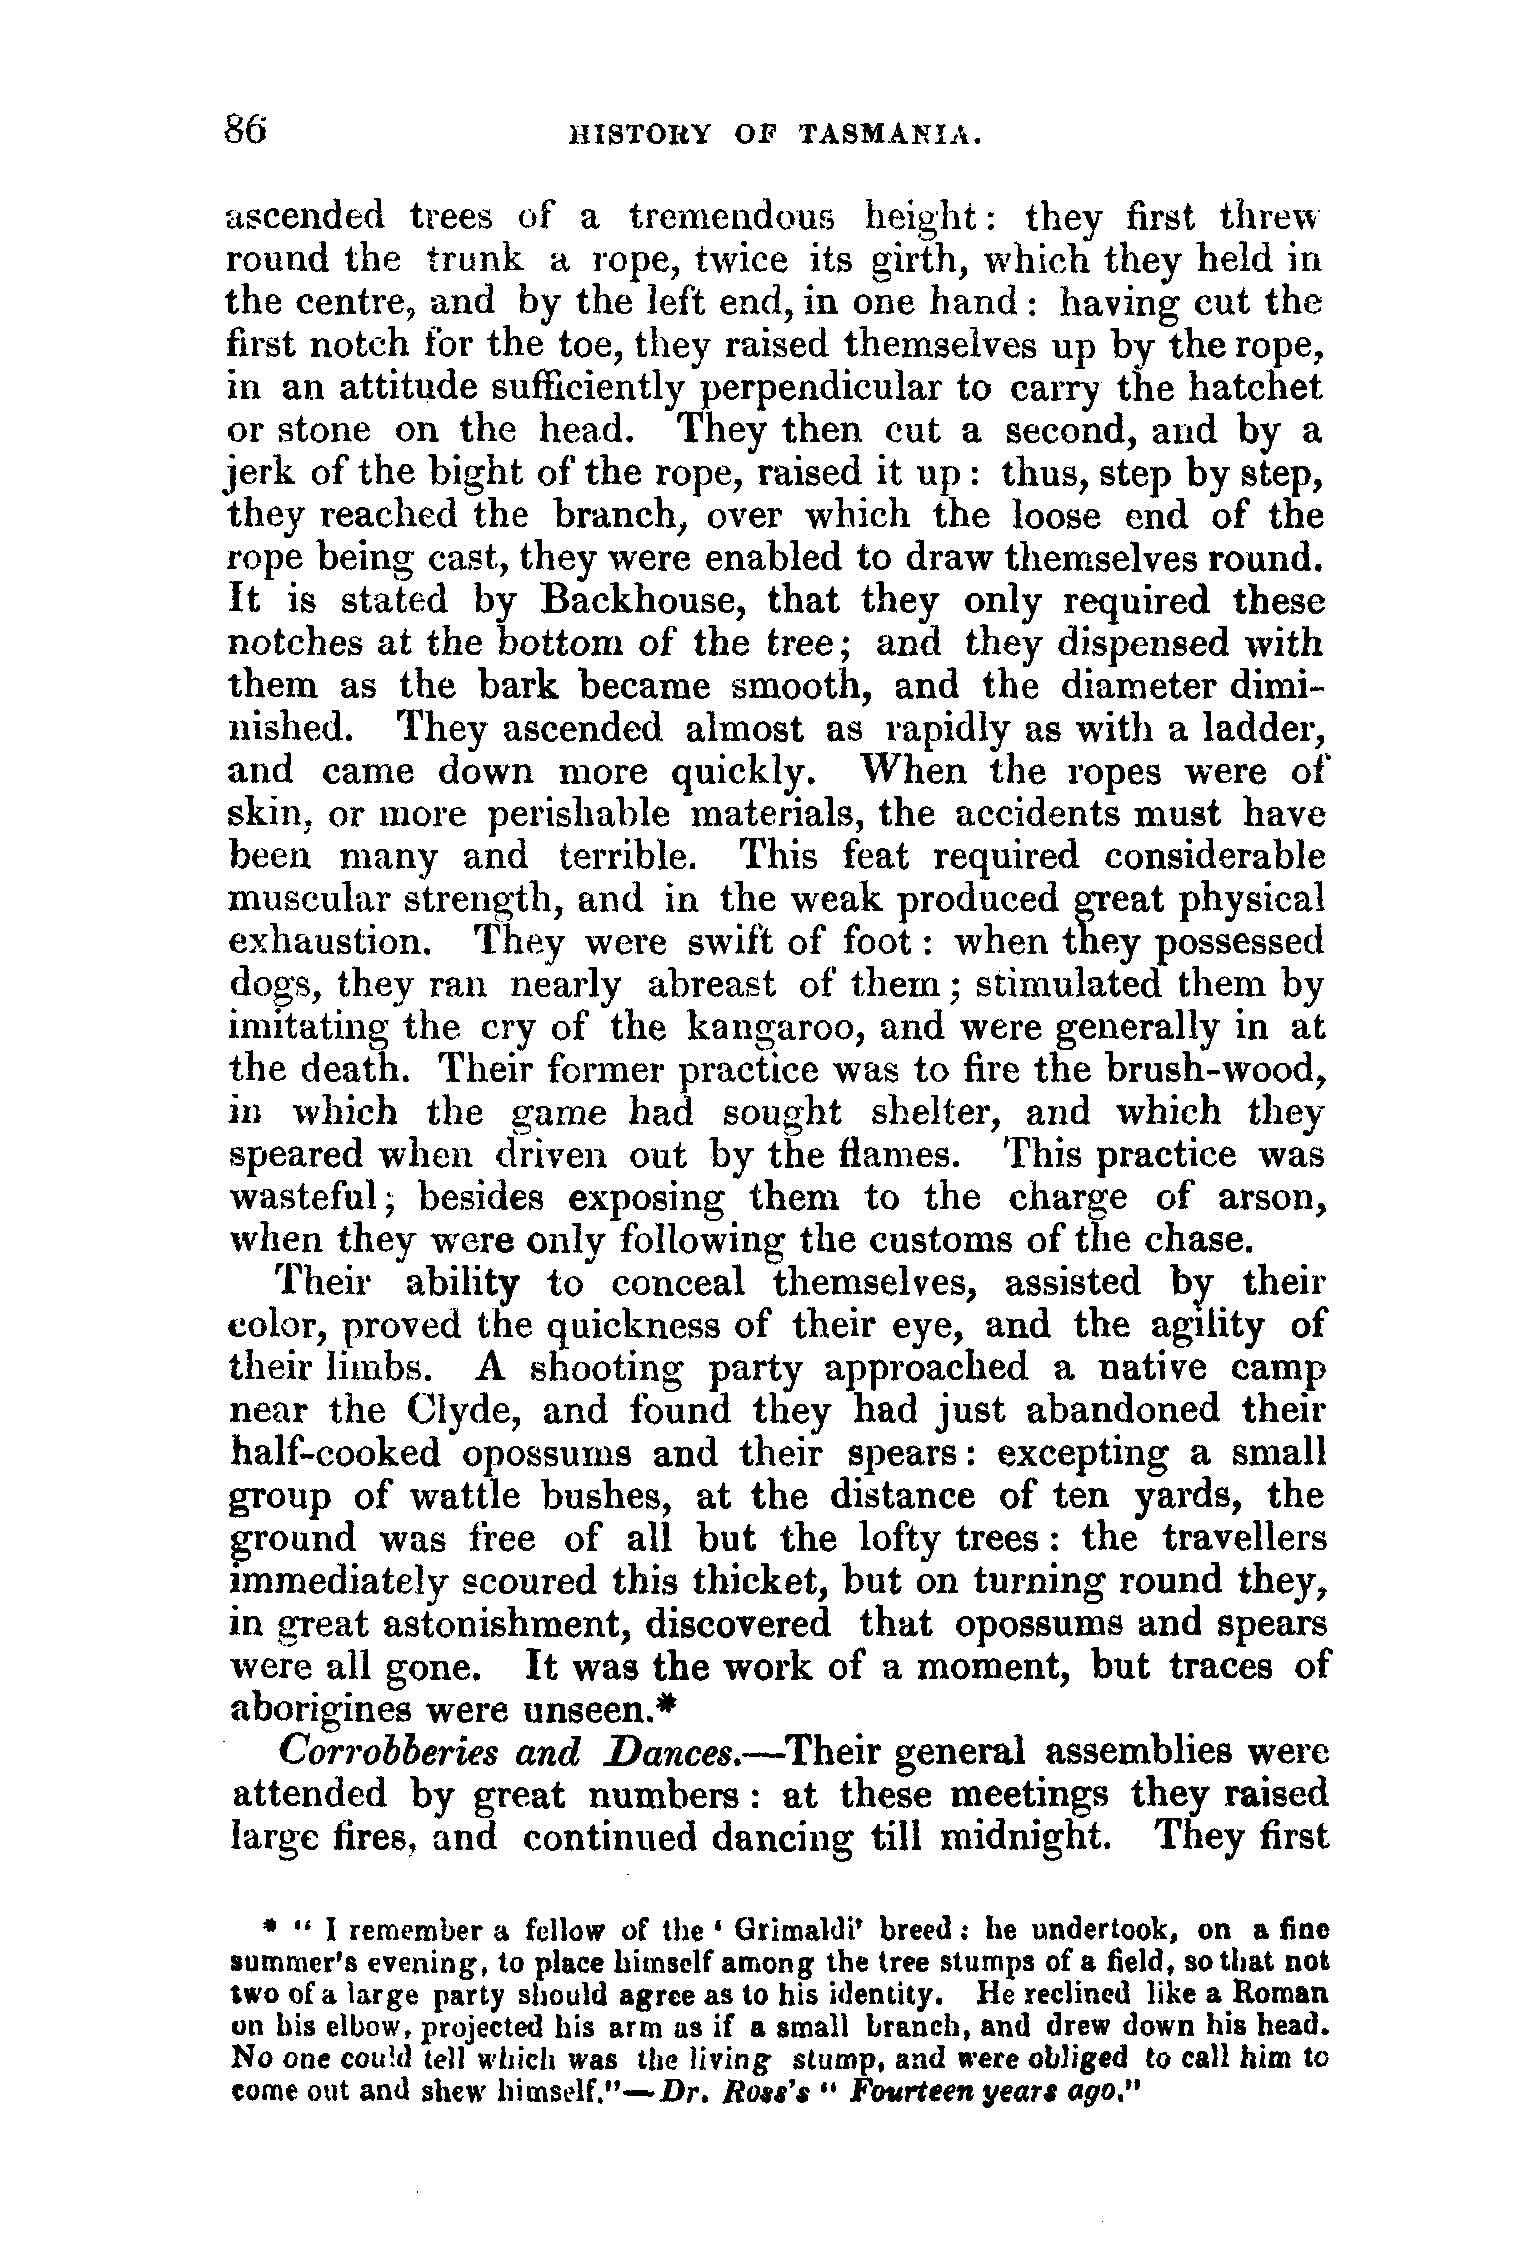 86 HISTORY OF TASMANIA.
ascended trees of a tremendous height: they first threw
round the trunk a rope, twice its girth, which they held in
the centre, and by the left end, in one hand: having cut the
first notch for the toe, they raised themselves up by the rope,
in an attitude sufficiently perpendicular to carry the hatchet
or stone on the head. They then cut a second, and by a
jerk of the bight of the rope, raised it up: thus, step by step,
they reached the branch, over which the loose end of the
rope being cast, they were enabled to draw themselves round.
It is stated by Backhouse, that they only required these
notches at the bottom of the tree; and they dispensed with
them as the bark became smooth, and the diameter dimi-
nished. They ascended almost as rapidly as with a ladder,
and came down more quickly. When the ropes were of
skin, or more perishable materials, the accidents must have
been many and terrible. This feat required considerable
muscular strength, and in the weak produced great physical
exhaustion. They were swift of foot: when they possessed
dogs, they ran nearly abreast of them; stimulated them by
imitating the cry of the kangaroo, and were generally in at
the death. Their former practice was to fire the brush-wood,
in which the game had sought shelter, and which they
speared when driven out by the flames. This practice was
wasteful; besides exposing them to the charge of arson,
when they were only following the customs of the chase.
Their ability to conceal themselves, assisted by their
color, proved the quickness of their eye, and the agility of
their limbs. A shooting party approached a native camp
near the Clyde, and found they had just abandoned their
half-cooked opossums and their spears: excepting a small
group of wattle bushes, at the distance of ten yards, the
ground was free of all but the lofty trees: the travellers
immediately scoured this thicket, but on turning round they,
in great astonishment, discovered that opossums and spears
were all gone. It was the work of a moment, but traces of
aborigines were unseen.*
Corrobberies and Dances.—Their general assemblies were
attended by great numbers: at these meetings they raised
large fires, and continued dancing till midnight. They first
* "I remember a fellow of the 'Grimaldi' breed: he undertook, on a fine
summer's evening, to place himself among the tree stumps of a field, so that not
two of a large party should agree as to his identity. He reclined like a Roman
on his elbow, projected his arm as if a small branch, and drew down his head.
No one could tell which was the living stump, and were obliged to call him to
come out and shew himself."—Dr. Ross's "Fourteen years ago."